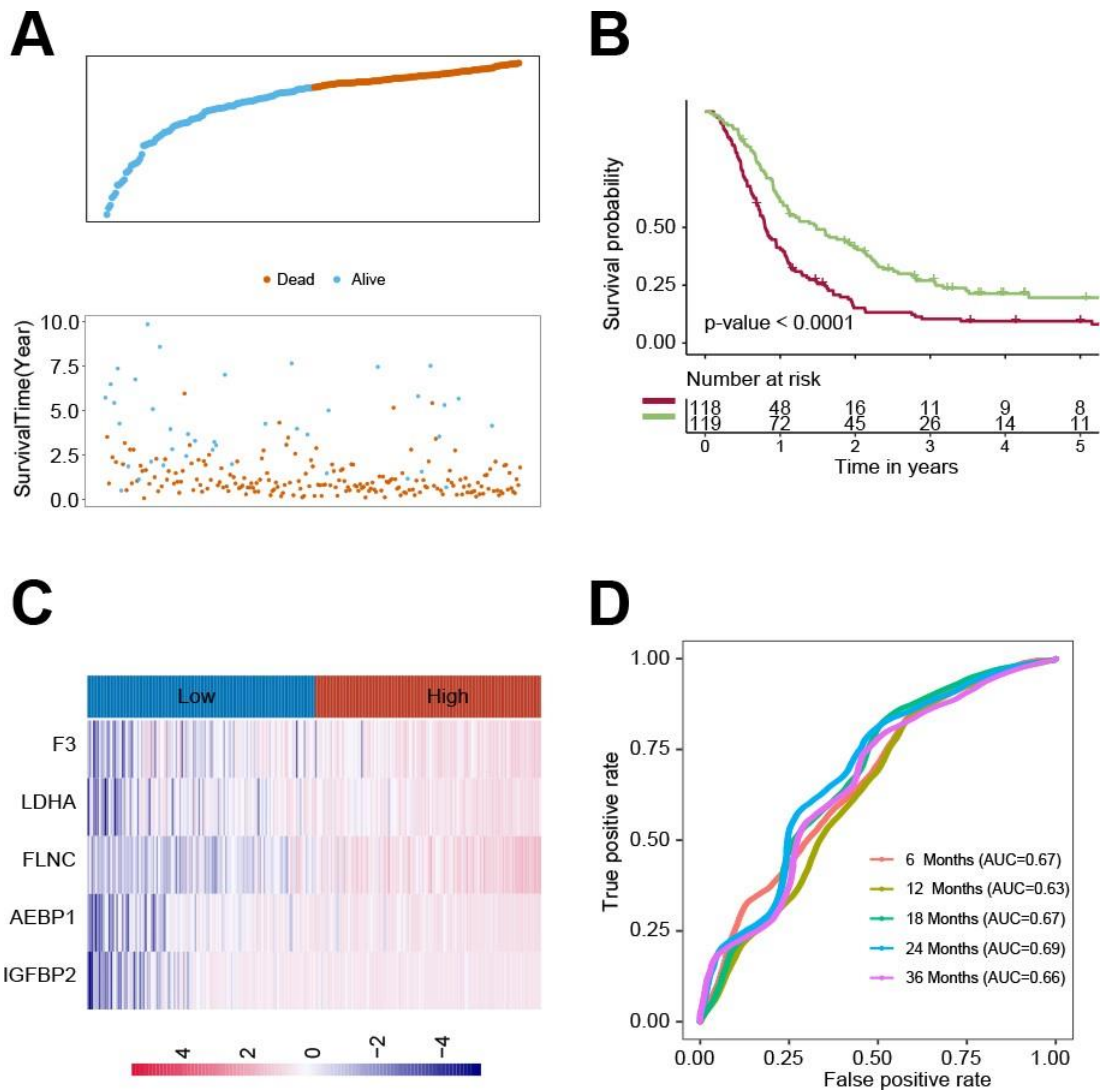 A
Dead Alive
SurvivalTime(Year)
10.0
7.5
5.0
2.5
0.0
B
Survival probability
0.50
0.25
0.00
p-value < 0.0001
Number at risk
118 48 16 11 9 8
119 72 45 26 14 11
0 1 2 3 4 5
Time in years
C
Low High
F3
LDHA
FLNC
AEBP1
IGFBP2
4 2 0 −2 −4
D
True positive rate
1.00
0.75
0.50
0.25
0.00
6 Months (AUC=0.67)
12 Months (AUC=0.63)
18 Months (AUC=0.67)
24 Months (AUC=0.69)
36 Months (AUC=0.66)
0.00 0.25 0.50 0.75 1.00
False positive rate